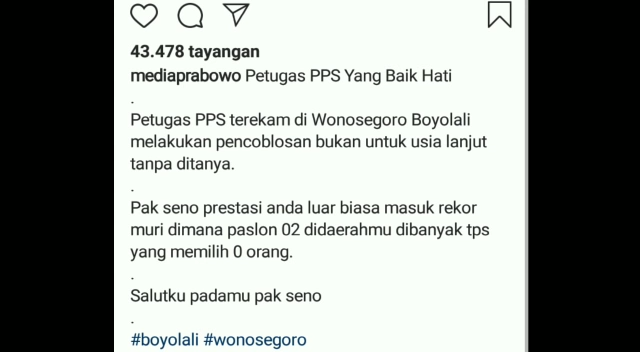 43.478 tayangan
mediaprabowo Petugas PPS Yang Baik Hati
.
Petugas PPS terekam di Wonosegoro Boyolali
melakukan pencoblosan bukan untuk usia lanjut
tanpa ditanya.
.
Pak seno prestasi anda luar biasa masuk rekor
muri dimana paslon 02 didaerahmu dibanyak tps
yang memilih 0 orang.
.
Salutku padamu pak seno
.
#boyolali #wonosegoro